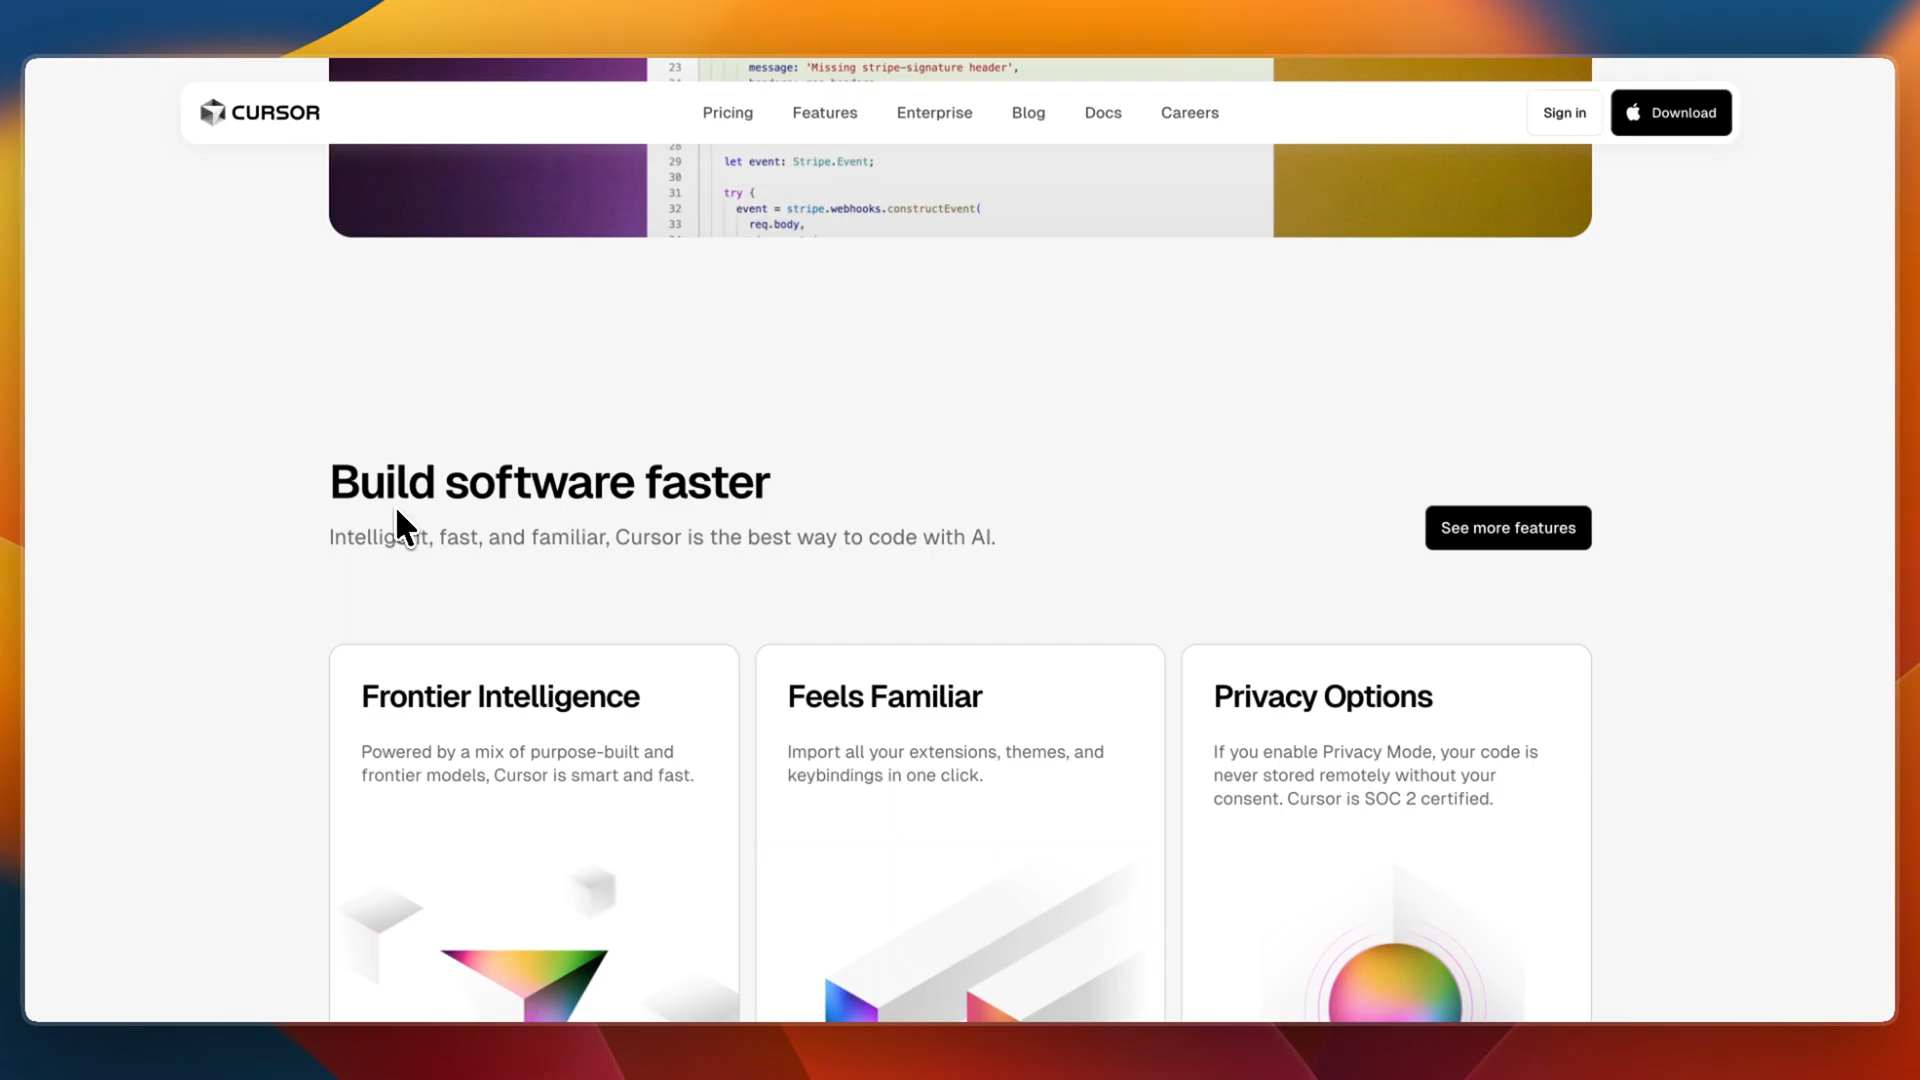 23 message: 'Missing stripe-signature header',
CURSOR
Pricing
Features
Enterprise
Blog
Docs
Careers
Sign in
Download
28
29 let event: Stripe.Event;
30
31 try {
32 event = stripe.webhooks.constructEvent(
33 req.body,
Build software faster
Intelligent, fast, and familiar, Cursor is the best way to code with AI.
See more features
Frontier Intelligence
Powered by a mix of purpose-built and
frontier models, Cursor is smart and fast.
Feels Familiar
Import all your extensions, themes, and
keybindings in one click.
Privacy Options
If you enable Privacy Mode, your code is
never stored remotely without your
consent. Cursor is SOC 2 certified.